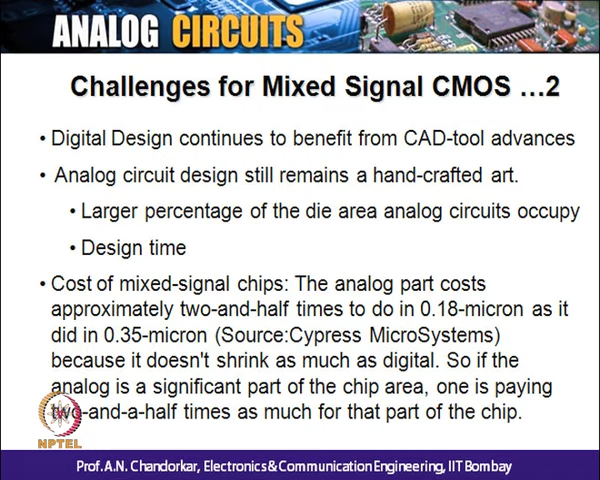 ANALOG CIRCUITS
Challenges for Mixed Signal CMOS …2
• Digital Design continues to benefit from CAD-tool advances
• Analog circuit design still remains a hand-crafted art.
• Larger percentage of the die area analog circuits occupy
• Design time
• Cost of mixed-signal chips: The analog part costs
approximately two-and-half times to do in 0.18-micron as it
did in 0.35-micron (Source:Cypress MicroSystems)
because it doesn't shrink as much as digital. So if the
analog is a significant part of the chip area, one is paying
two-and-a-half times as much for that part of the chip.
NPTEL
Prof. A.N. Chandorkar, Electronics & Communication Engineering, IIT Bombay